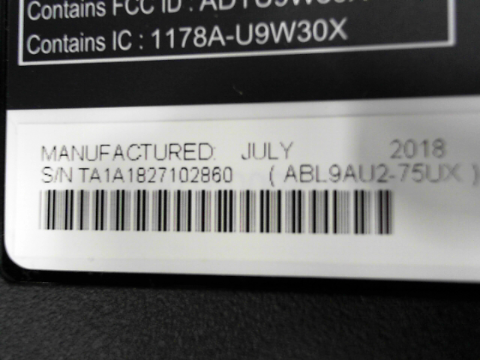 Contains FCC ID :
Contains IC : 1178A-U9W30X
MANUFACTURED: JULY 2018
S/N TA1A1827102860 ( ABL9AU2-75UX )